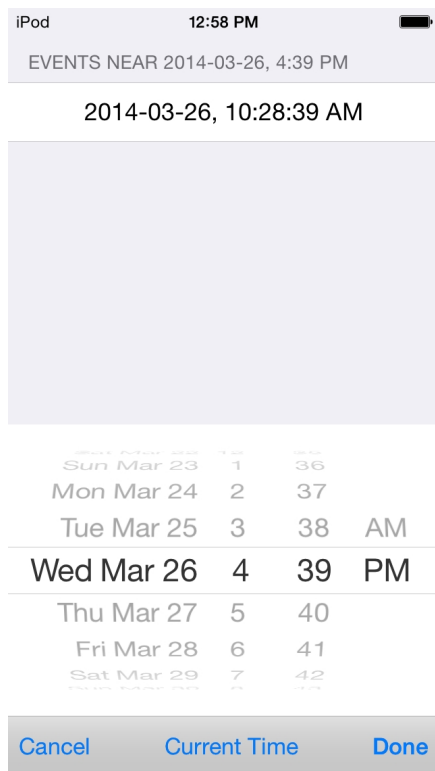 iPod 12:58 PM
EVENTS NEAR 2014-03-26, 4:39 PM
2014-03-26, 10:28:39 AM
Sun Mar 23 1 36
Mon Mar 24 2 37
Tue Mar 25 3 38 AM
Wed Mar 26 4 39 PM
Thu Mar 27 5 40
Fri Mar 28 6 41
Sat Mar 29 7 42
Cancel Current Time Done